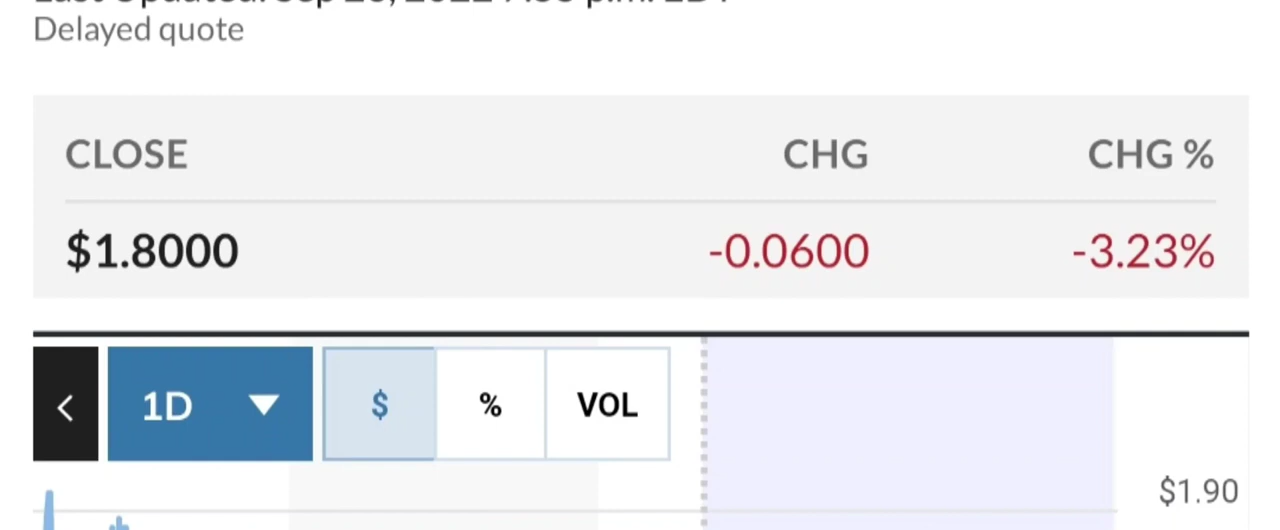 Delayed quote
CLOSE CHG CHG %
$1.8000 -0.0600 -3.23%
1D $ % VOL
$1.90